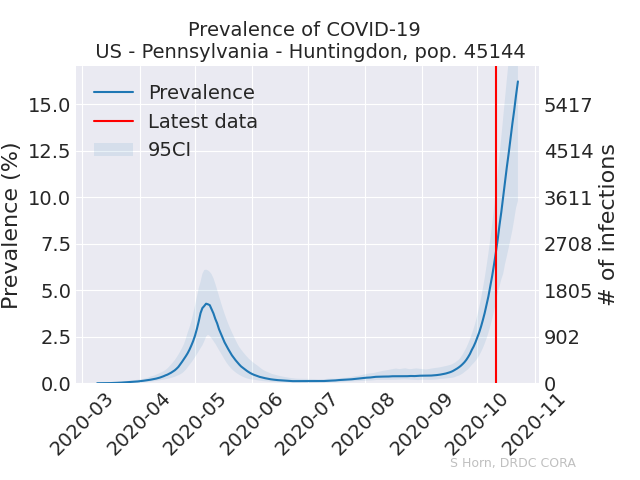 Prevalence of COVID-19
US - Pennsylvania - Huntingdon, pop. 45144
Prevalence
Latest data
95CI
Prevalence (%)
15.0
12.5
10.0
7.5
5.0
2.5
0.0
5417
4514
3611
2708
1805
902
0
# of infections
2020-03
2020-04
2020-05
2020-06
2020-07
2020-08
2020-09
2020-10
2020-11
S Horn, DRDC CORA